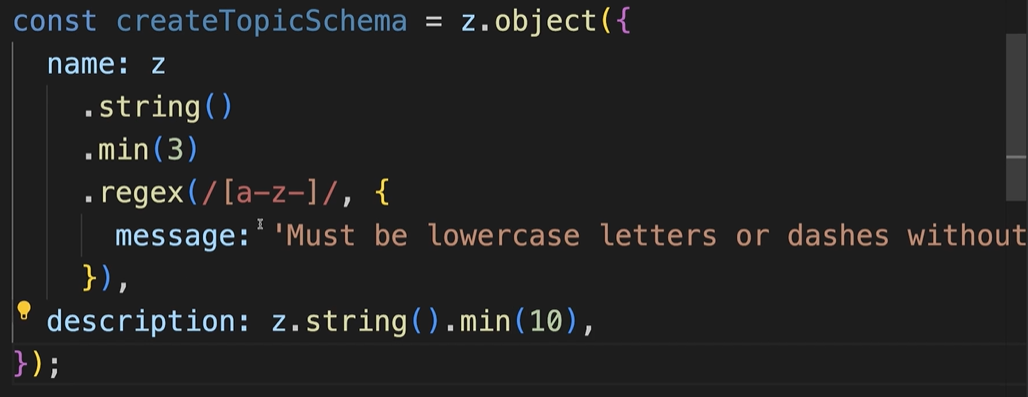 const createTopicSchema = z.object({
  name: z
    .string()
    .min(3)
    .regex(/[a-z-]/, {
      message: 'Must be lowercase letters or dashes without
    }),
  description: z.string().min(10),
});